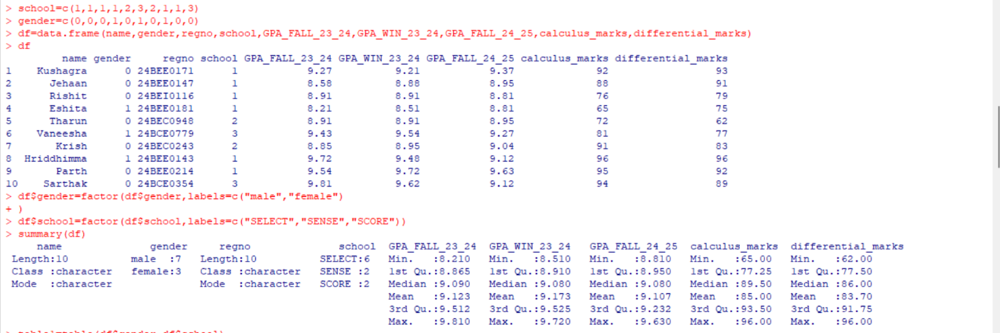 > school=c(1,1,1,1,2,3,2,1,1,3)
> gender=c(0,0,0,1,0,1,0,1,0,0)
> df=data.frame(name,gender,regno,school,GPA_FALL_23_24,GPA_WIN_23_24,GPA_FALL_24_25,calculus_marks,differential_marks)
> df
name gender regno school GPA_FALL_23_24 GPA_WIN_23_24 GPA_FALL_24_25 calculus_marks differential_marks
1 Kushagra 0 24BEE0171 1 9.27 9.21 9.37 92 93
2 Jehaan 0 24BEE0147 1 8.58 8.88 8.95 88 91
3 Rishit 0 24BEI0116 1 8.91 8.91 8.81 76 79
4 Eshita 1 24BEE0181 1 8.21 8.51 8.81 65 75
5 Tharun 0 24BEC0948 2 8.91 8.91 8.95 72 62
6 Vaneesha 1 24BCE0779 3 9.43 9.54 9.27 81 77
7 Krish 0 24BEC0243 2 8.85 8.95 9.04 91 83
8 Hriddhimma 1 24BEE0143 1 9.72 9.48 9.12 96 96
9 Parth 0 24BEE0214 1 9.54 9.72 9.63 95 92
10 Sarthak 0 24BCE0354 3 9.81 9.62 9.12 94 89
> df$gender=factor(df$gender,labels=c("male","female")
+ )
> df$school=factor(df$school,labels=c("SELECT","SENSE","SCORE"))
> summary(df)
name gender regno school GPA_FALL_23_24 GPA_WIN_23_24 GPA_FALL_24_25 calculus_marks differential_marks
Length:10 male :7 Length:10 SELECT:6 Min. :8.210 Min. :8.510 Min. :8.810 Min. :65.00 Min. :62.00
Class :character female:3 Class :character SENSE :2 1st Qu.:8.865 1st Qu.:8.910 1st Qu.:8.950 1st Qu.:77.25 1st Qu.:77.50
Mode :character Mode :character SCORE :2 Median :9.090 Median :9.080 Median :9.080 Median :89.50 Median :86.00
Mean :9.123 Mean :9.173 Mean :9.107 Mean :85.00 Mean :83.70
3rd Qu.:9.512 3rd Qu.:9.525 3rd Qu.:9.232 3rd Qu.:93.50 3rd Qu.:91.75
Max. :9.810 Max. :9.720 Max. :9.630 Max. :96.00 Max. :96.00